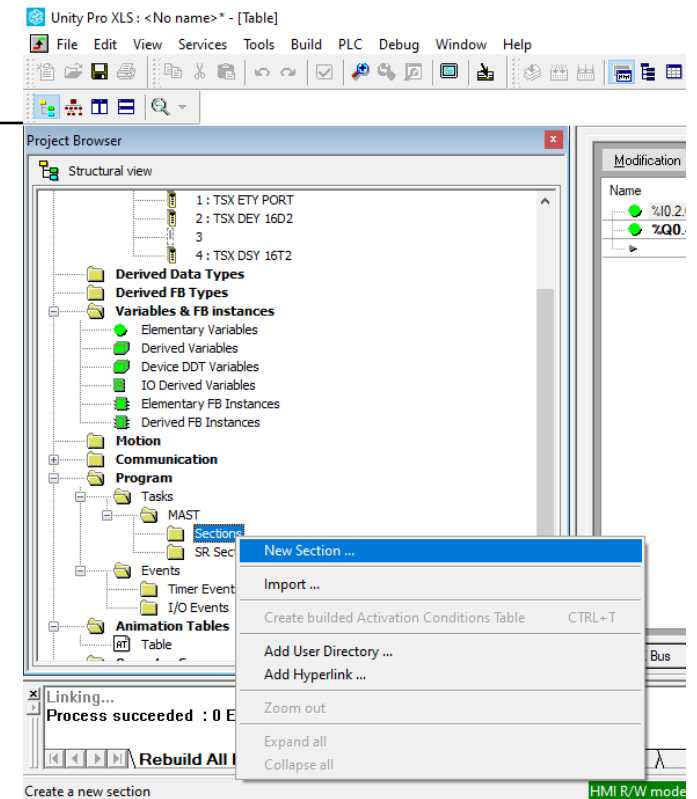 Unity Pro XLS : <No name>* - [Table]
File Edit View Services Tools Build PLC Debug Window Help
Project Browser
Structural view
1 : TSX ETY PORT
2 : TSX DEY 16D2
3
4 : TSX DSY 16T2
Derived Data Types
Derived FB Types
Variables & FB instances
Elementary Variables
Derived Variables
Device DDT Variables
IO Derived Variables
Elementary FB Instances
Derived FB Instances
Motion
Communication
Program
Tasks
MAST
Sections
SR Sect
Events
Timer Event
I/O Events
Animation Tables
Table
Modification
Name
%I0.2.
%Q0.
New Section ...
Import ...
Create builded Activation Conditions Table CTRL+T
Add User Directory ...
Add Hyperlink ...
Zoom out
Expand all
Collapse all
Bus
Linking...
Process succeeded : 0 E
Rebuild All
Create a new section
HMI R/W mode